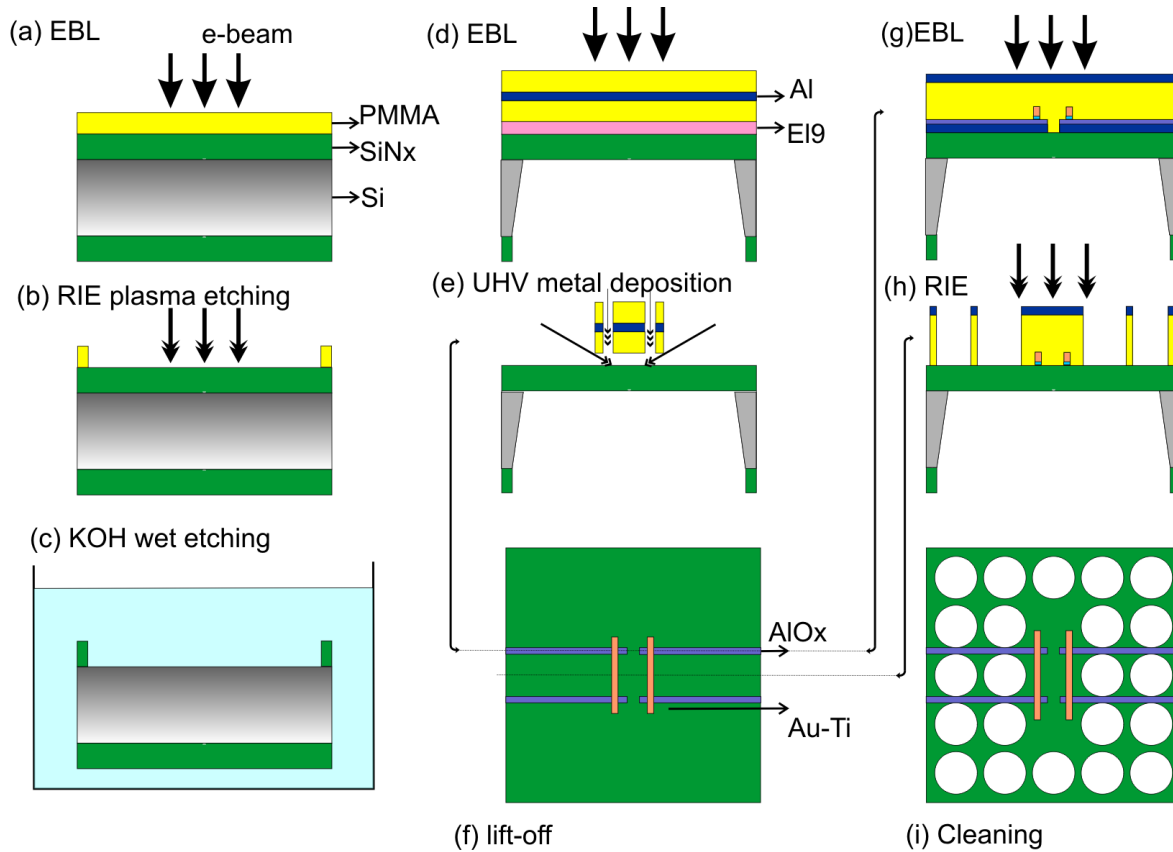 (a) EBL
e-beam
PMMA
SiNx
Si
(b) RIE plasma etching
(c) KOH wet etching
(d) EBL
Al
El9
(e) UHV metal deposition
AlOx
Au-Ti
(f) lift-off
(g)EBL
(h) RIE
(i) Cleaning